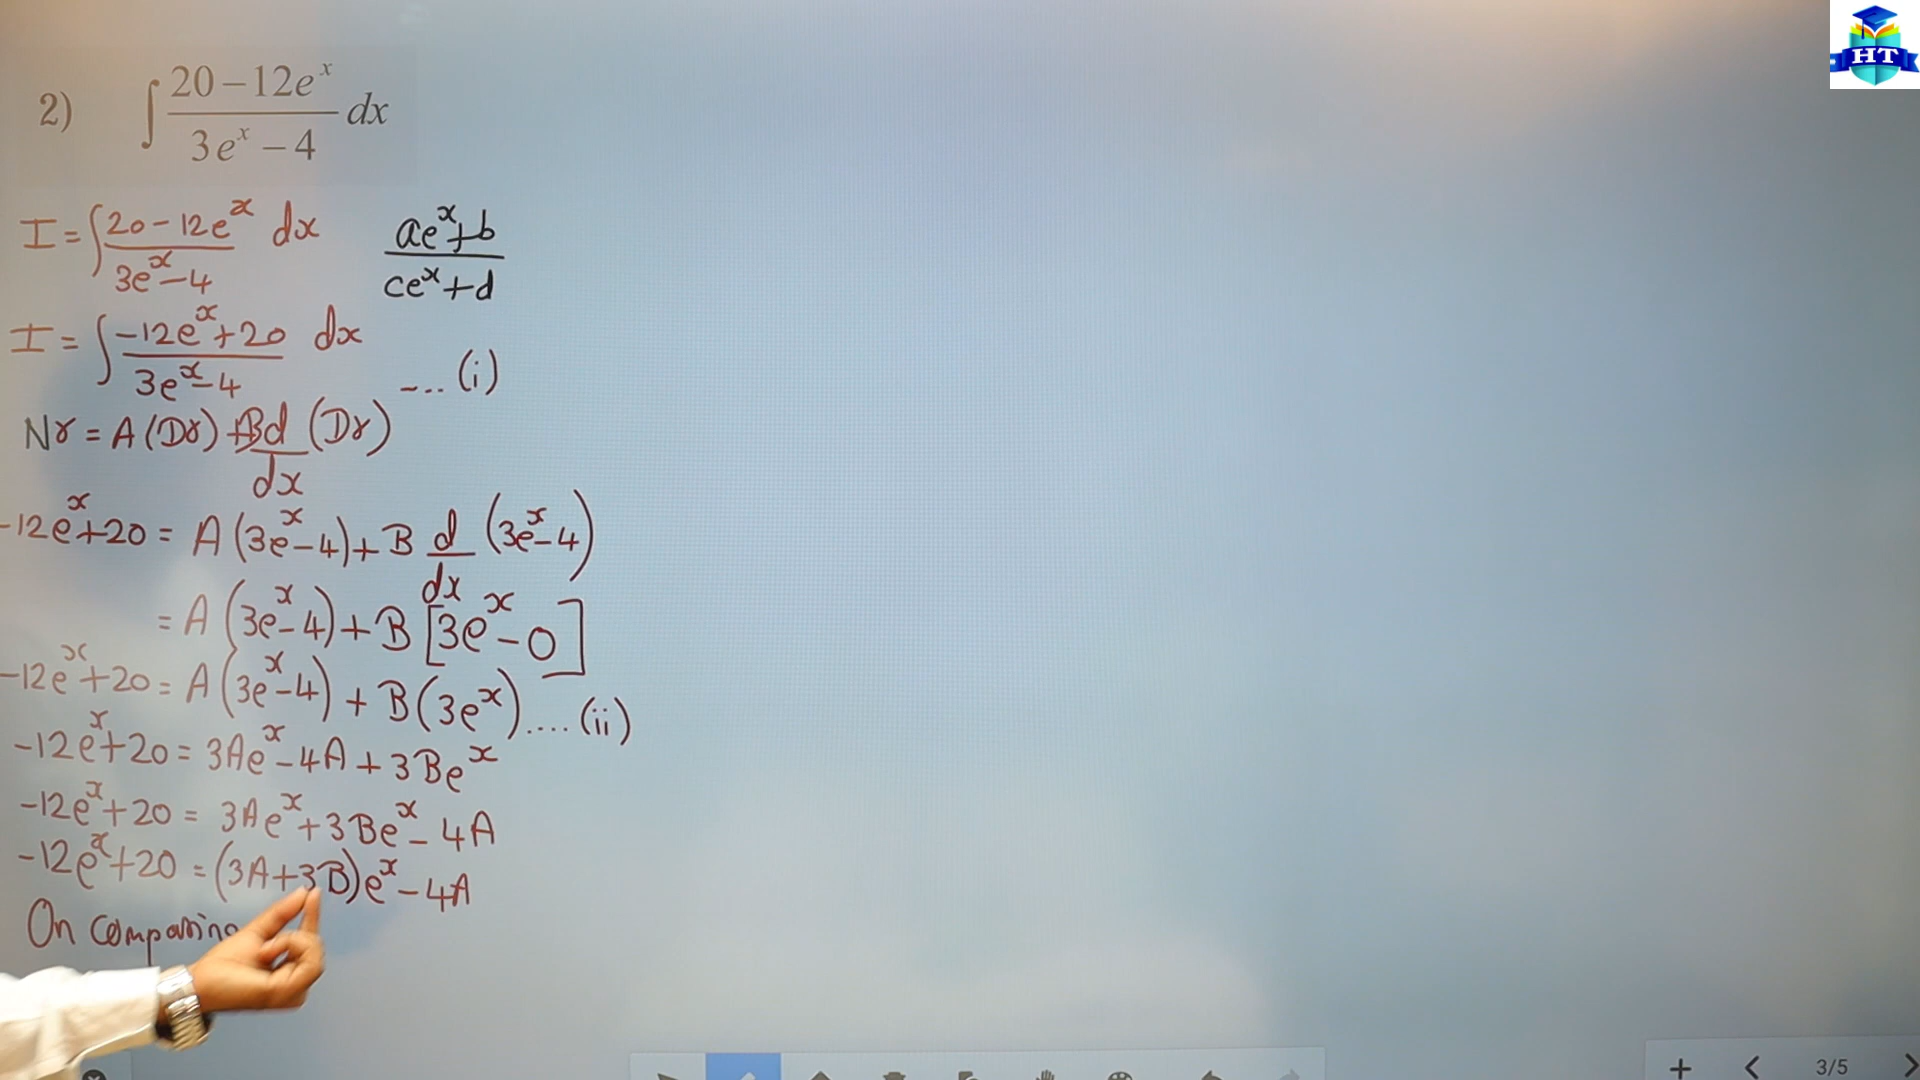 2) ∫ (20 − 12e^x)/(3e^x − 4) dx
I = ∫ (20 − 12e^x)/(3e^x − 4) dx
(ae^x + b)/(ce^x + d)
I = ∫ (−12e^x + 20)/(3e^x − 4) dx ---- (i)
Nr = A(Dr) + B d/dx (Dr)
-12e^x + 20 = A(3e^x − 4) + B d/dx (3e^x − 4)
= A(3e^x − 4) + B[3e^x − 0]
-12e^x + 20 = A(3e^x − 4) + B(3e^x) .... (ii)
-12e^x + 20 = 3Ae^x − 4A + 3Be^x
-12e^x + 20 = 3Ae^x + 3Be^x − 4A
-12e^x + 20 = (3A + 3B)e^x − 4A
On comparing
HT
3/5